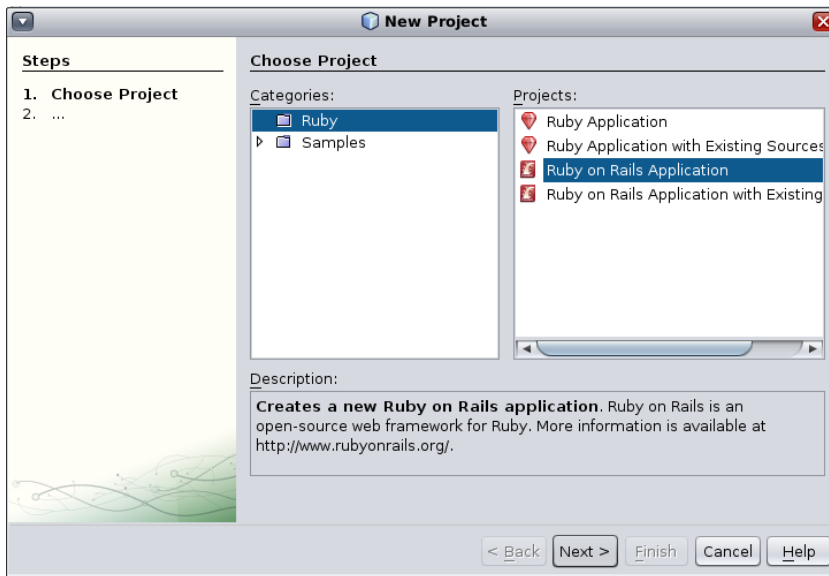 New Project
Steps
1. Choose Project
2. ...
Choose Project
Categories:
Ruby
Samples
Projects:
Ruby Application
Ruby Application with Existing Sources
Ruby on Rails Application
Ruby on Rails Application with Existing
Description:
Creates a new Ruby on Rails application. Ruby on Rails is an
open-source web framework for Ruby. More information is available at
http://www.rubyonrails.org/.
< Back
Next >
Finish
Cancel
Help